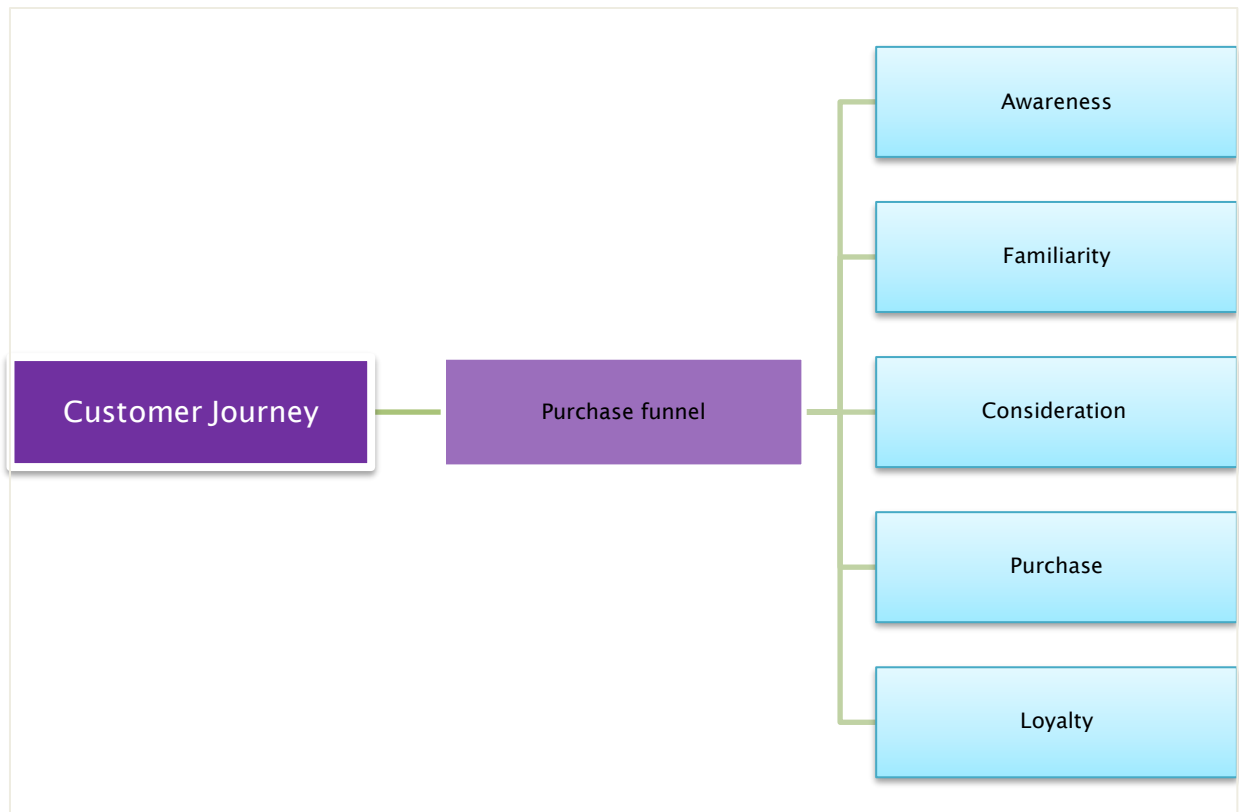 Customer Journey
Purchase funnel
Awareness
Familiarity
Consideration
Purchase
Loyalty